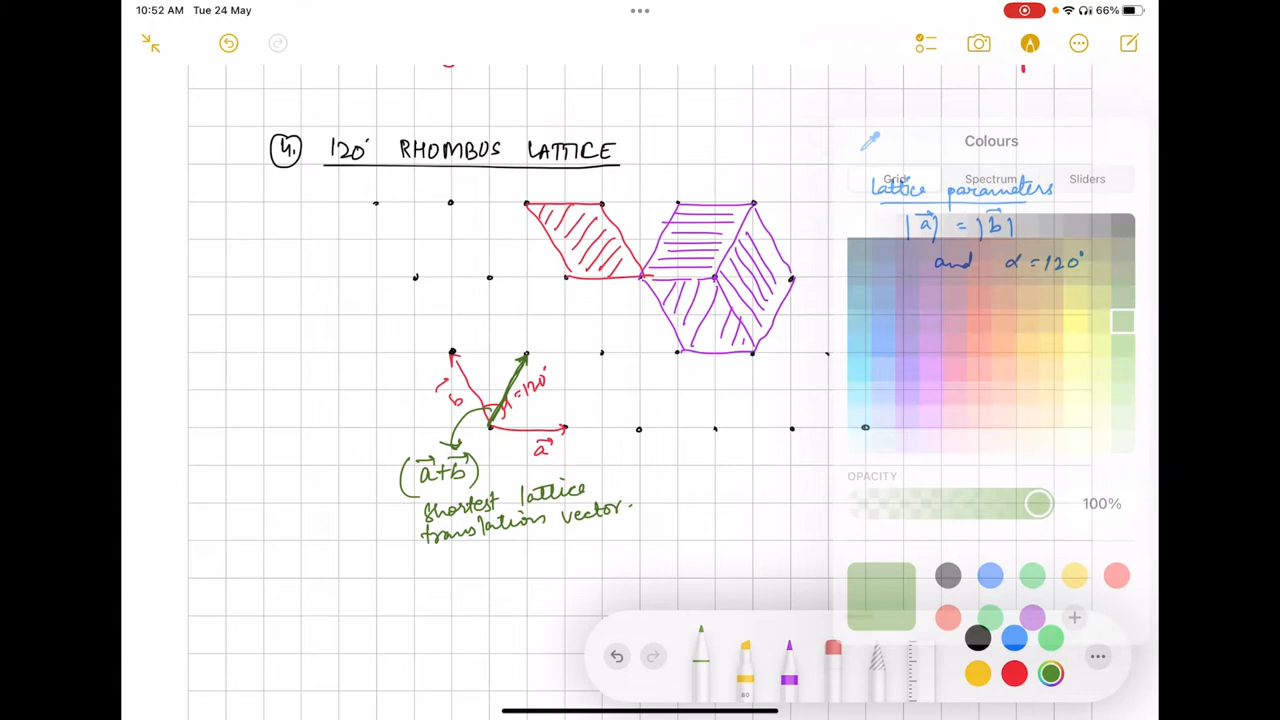 10:52 AM Tue 24 May
66%
4. 120° RHOMBUS LATTICE
Colours
Grid Spectrum Sliders
lattice parameters
|a⃗| = |b⃗|
and α = 120°
b⃗
= 120°
a⃗
(a⃗+b⃗)
shortest lattice
translation vector.
OPACITY
100%
80